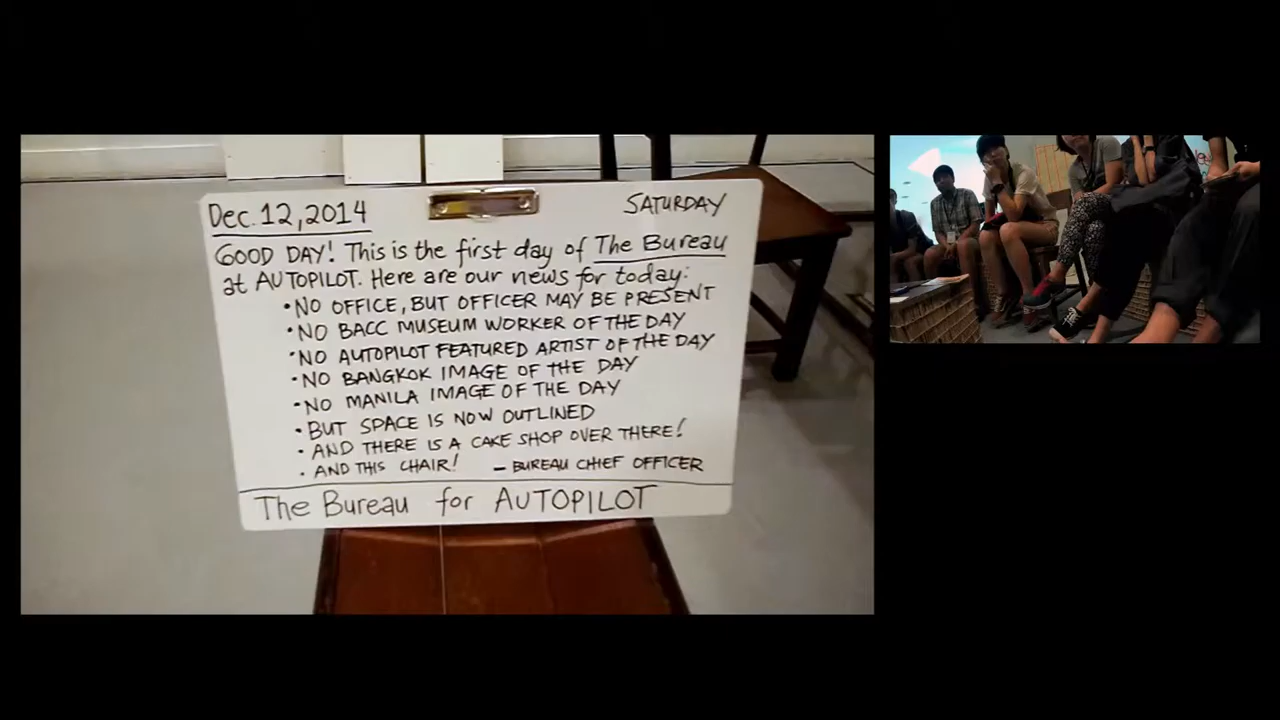 Dec. 12, 2014 SATURDAY
GOOD DAY! This is the first day of The Bureau
at AUTOPILOT. Here are our news for today:
• NO OFFICE, BUT OFFICER MAY BE PRESENT
• NO BACC MUSEUM WORKER OF THE DAY
• NO AUTOPILOT FEATURED ARTIST OF THE DAY
• NO BANGKOK IMAGE OF THE DAY
• NO MANILA IMAGE OF THE DAY
• BUT SPACE IS NOW OUTLINED
• AND THERE IS A CAKE SHOP OVER THERE!
• AND THIS CHAIR! – BUREAU CHIEF OFFICER
The Bureau for AUTOPILOT